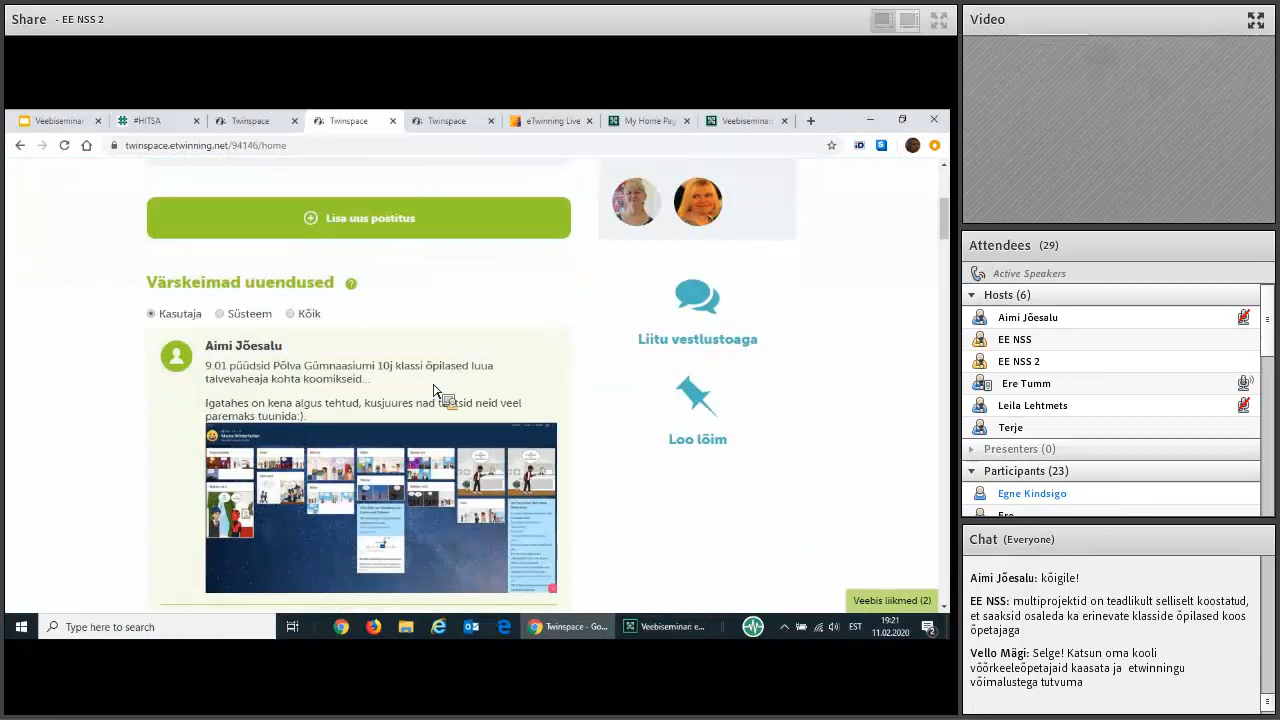 Share - EE NSS 2
Veebiseminar
#HITSA
Twinspace
Twinspace
Twinspace
eTwinning Live
My Home Pag
Veebiseminar:
twinspace.etwinning.net/94146/home
Lisa uus postitus
Värskeimad uuendused
Kasutaja
Süsteem
Kõik
Aimi Jõesalu
9.01 püüdsid Põlva Gümnaasiumi 10j klassi õpilased luua
talvevaheaja kohta koomikseid...
Igatahes on kena algus tehtud, kusjuures nad neid veel
paremaks tuunida:).
Liitu vestlustoaga
Loo lõim
Veebis liikmed (2)
Type here to search
Twinspace - Go...
Veebiseminar: e...
EST
19:21
11.02.2020
2
Video
Attendees (29)
Active Speakers
Hosts (6)
Aimi Jõesalu
EE NSS
EE NSS 2
Ere Tumm
Leila Lehtmets
Terje
Presenters (0)
Participants (23)
Egne Kindsigo
Chat (Everyone)
EE NSS: multiprojektid on teadlikult selliselt koostatud,
et saaksid osaleda ka erinevate klasside õpilased koos
õpetajaga
Vello Mägi: Selge! Katsun oma kooli
võõrkeeleõpetajaid kaasata ja etwinningu
võimalustega tutvuma